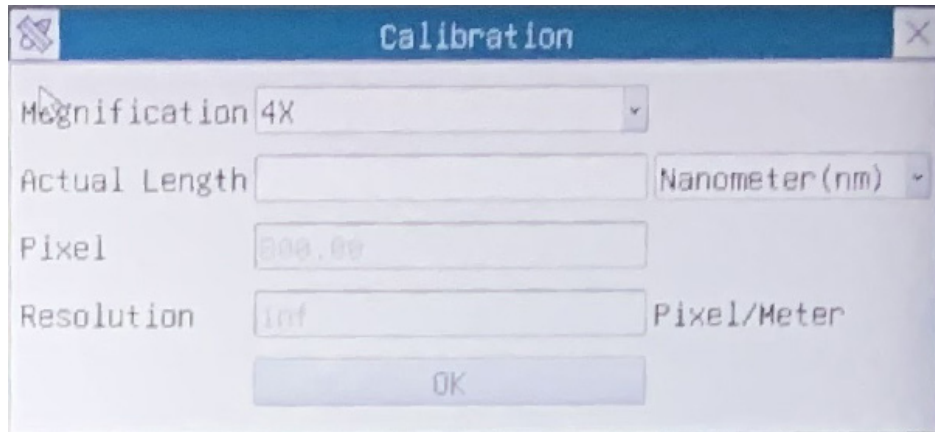 Calibration
Magnification 4X
Actual Length Nanometer(nm)
Pixel 800.00
Resolution inf Pixel/Meter
OK